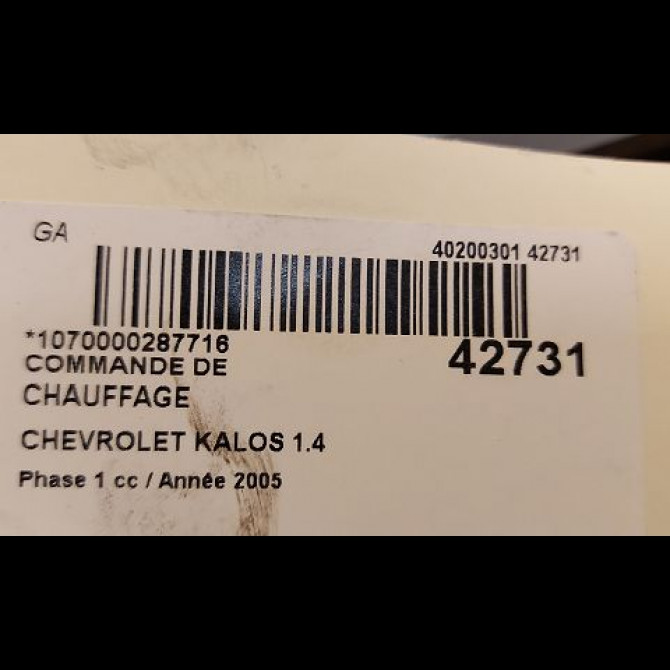 GA
40200301 42731
*1070000287716
42731
COMMANDE DE
CHAUFFAGE
CHEVROLET KALOS 1.4
Phase 1 cc / Année 2005